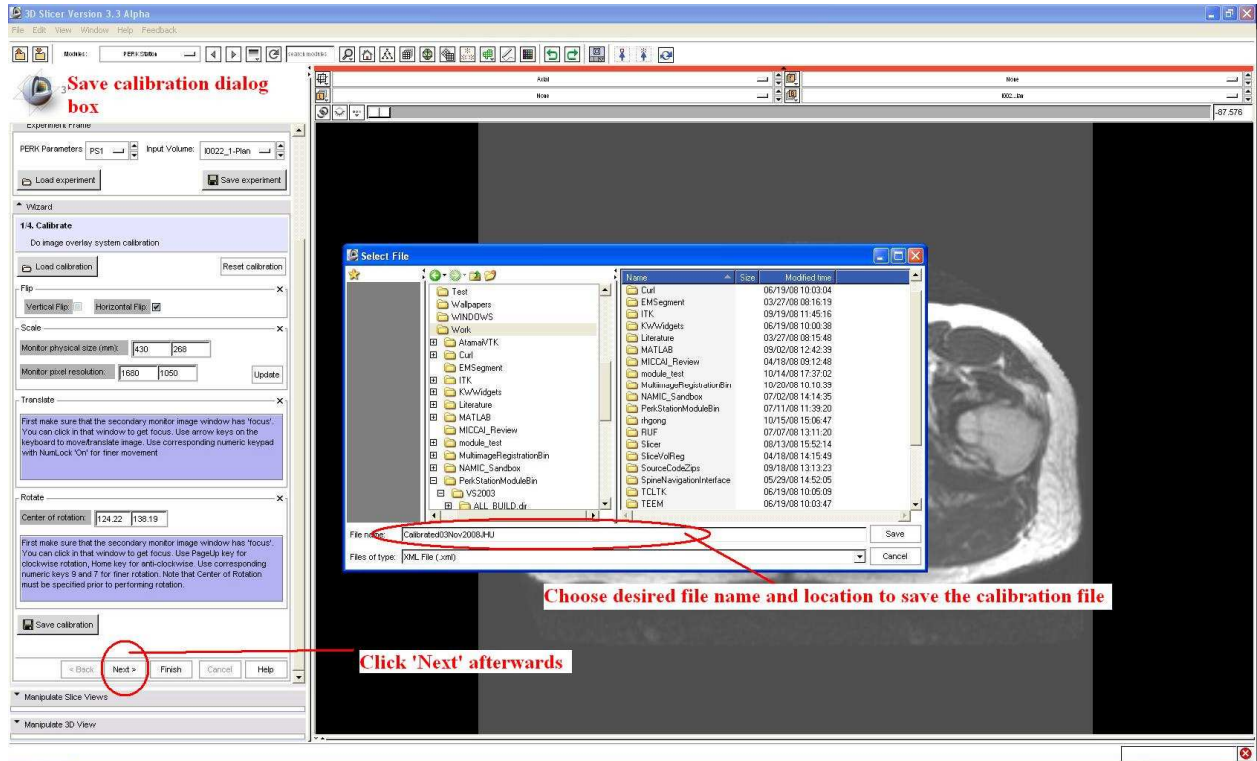 3D Slicer Version 3.3 Alpha
File Edit View Window Help Feedback
Modules: PERK Station
Save calibration dialog
box
Axial
None
None
-87.576
Experiment Frame
PERK Parameters PS1 Input Volume: I0022_1-Plan
Load experiment Save experiment
Wizard
1/4. Calibrate
Do image overlay system calibration
Load calibration Reset calibration
Flip
Vertical Flip: Horizontal Flip:
Scale
Monitor physical size (mm): 430 268
Monitor pixel resolution: 1680 1050 Update
Translate
First make sure that the secondary monitor image window has 'focus'.
You can click in that window to get focus. Use arrow keys on the
keyboard to move/translate image. Use corresponding numeric keypad
with NumLock 'On' for finer movement
Rotate
Center of rotation: 124.22 138.19
First make sure that the secondary monitor image window has 'focus'.
You can click in that window to get focus. Use PageUp key for
clockwise rotation, Home key for anti-clockwise. Use corresponding
numeric keys 9 and 7 for finer rotation. Note that Center of Rotation
must be specified prior to performing rotation.
Save calibration
< Back Next > Finish Cancel Help
Manipulate Slice Views
Manipulate 3D View
Select File
Test
Wallpapers
WINDOWS
Work
AtamaiVTK
Curl
EMSegment
ITK
KWWidgets
Literature
MATLAB
MICCAI_Review
module_test
MultiimageRegistrationBin
NAMIC_Sandbox
PerkStationModuleBin
VS2003
ALL_BUILD.dir
Name Size Modified time
Curl 06/19/08 10:03:04
EMSegment 03/27/08 08:16:19
ITK 09/19/08 11:45:16
KWWidgets 06/19/08 10:00:38
Literature 03/27/08 08:15:48
MATLAB 09/02/08 12:42:39
MICCAI_Review 04/18/08 09:12:48
module_test 10/14/08 17:37:02
MultiimageRegistrationBin 10/20/08 10:10:39
NAMIC_Sandbox 07/02/08 14:14:35
PerkStationModuleBin 07/11/08 11:39:20
rhgong 10/15/08 15:06:47
RUF 07/07/08 13:11:20
Slicer 08/13/08 15:52:14
SliceVolReg 04/18/08 14:15:49
SourceCodeZips 09/18/08 13:13:23
SpineNavigationInterface 05/29/08 14:52:05
TCLTK 06/19/08 10:05:09
TEEM 06/19/08 10:03:47
File name: Calibrated03Nov2008JHU Save
Files of type: XML File (.xml) Cancel
Choose desired file name and location to save the calibration file
Click 'Next' afterwards